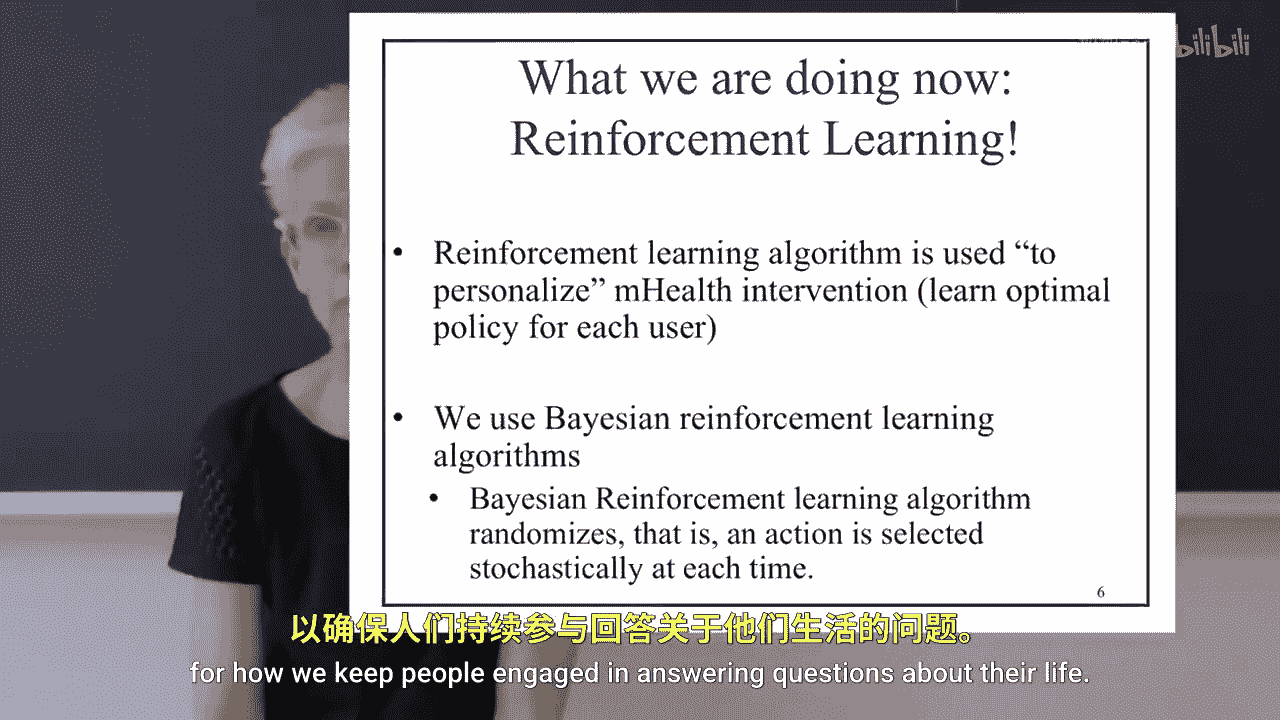 bilibili
What we are doing now:
Reinforcement Learning!
• Reinforcement learning algorithm is used “to
personalize” mHealth intervention (learn optimal
policy for each user)
• We use Bayesian reinforcement learning
algorithms
• Bayesian Reinforcement learning algorithm
randomizes, that is, an action is selected
stochastically at each time.
6
以确保人们持续参与回答关于他们生活的问题。
for how we keep people engaged in answering questions about their life.